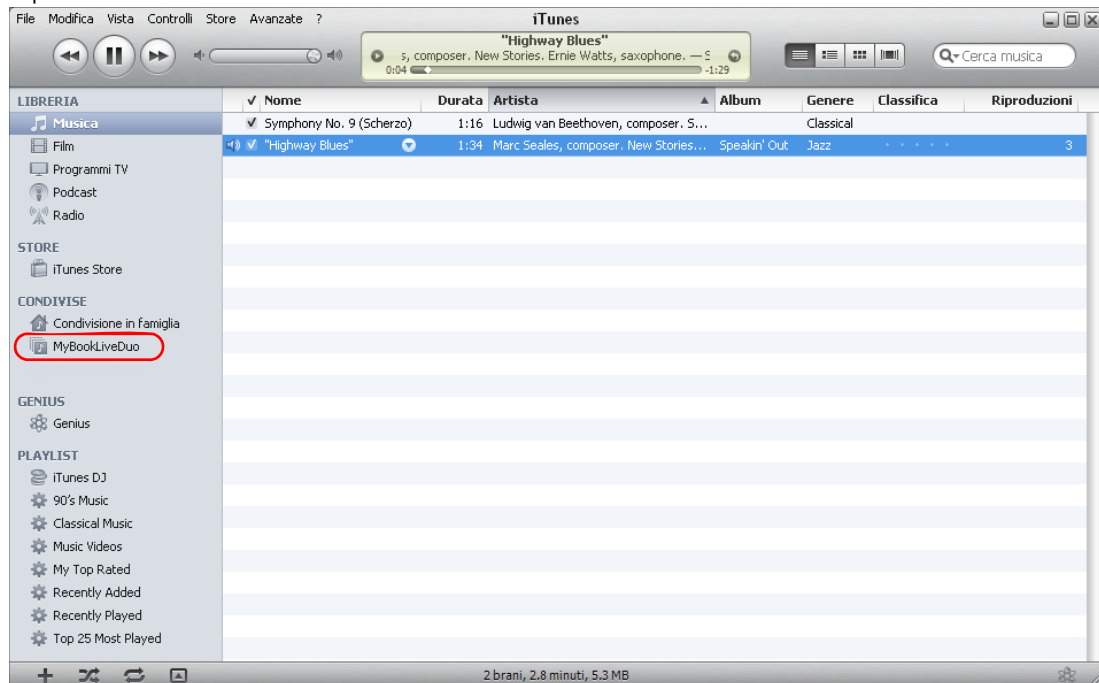 File Modifica Vista Controlli Store Avanzate ?
iTunes
"Highway Blues"
s, composer. New Stories. Ernie Watts, saxophone. — S
0:04 -1:29
Cerca musica
LIBRERIA
Musica
Film
Programmi TV
Podcast
Radio
STORE
iTunes Store
CONDIVISE
Condivisione in famiglia
MyBookLiveDuo
GENIUS
Genius
PLAYLIST
iTunes DJ
90's Music
Classical Music
Music Videos
My Top Rated
Recently Added
Recently Played
Top 25 Most Played
Nome Durata Artista Album Genere Classifica Riproduzioni
Symphony No. 9 (Scherzo) 1:16 Ludwig van Beethoven, composer. S... Classical
"Highway Blues" 1:34 Marc Seales, composer. New Stories... Speakin' Out Jazz 3
2 brani, 2.8 minuti, 5.3 MB